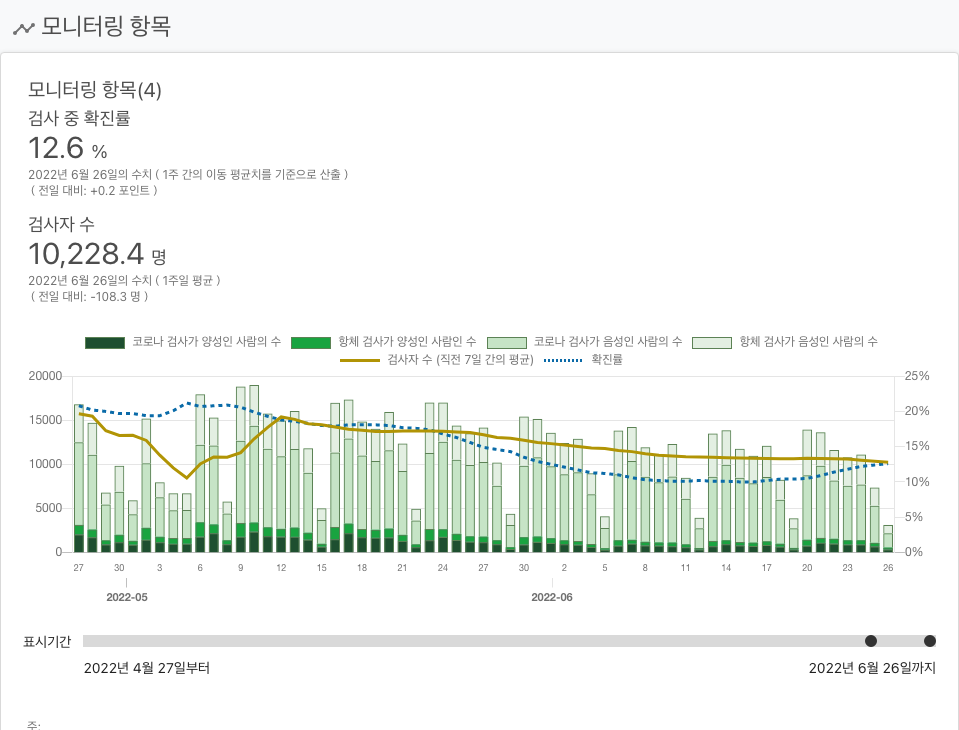 모니터링 항목
모니터링 항목(4)
검사 중 확진률
12.6 %
2022년 6월 26일의 수치 ( 1주 간의 이동 평균치를 기준으로 산출 )
( 전일 대비: +0.2 포인트 )
검사자 수
10,228.4 명
2022년 6월 26일의 수치 ( 1주일 평균 )
( 전일 대비: -108.3 명 )
코로나 검사가 양성인 사람의 수 항체 검사가 양성인 사람인 수 코로나 검사가 음성인 사람의 수 항체 검사가 음성인 사람의 수
검사자 수 (직전 7일 간의 평균) 확진률
20000 25%
20%
15000
15%
10000
10%
5000
5%
0 0%
27 30 3 6 9 12 15 18 21 24 27 30 2 5 8 11 14 17 20 23 26
2022-05 2022-06
표시기간
2022년 4월 27일부터 2022년 6월 26일까지
주: